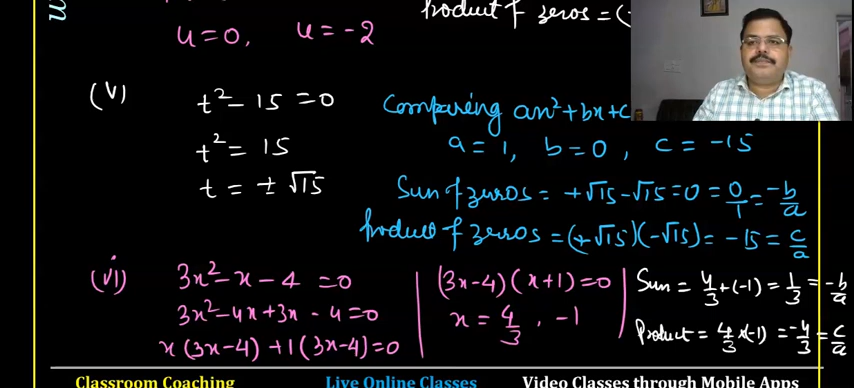 u=0, u=-2
Product of zeros = (-
(V)
t²-15=0
Comparing ax²+bx+c
t²=15
a=1, b=0, c=-15
t=±√15
Sum of zeros = +√15-√15=0=0/1=-b/a
Product of zeros = (+√15)(-√15)=-15=c/a
(vi)
3x²-x-4=0
(3x-4)(x+1)=0
Sum = 4/3+(-1)=1/3=-b/a
3x²-4x+3x-4=0
x=4/3, -1
Product = 4/3×(-1)=-4/3=c/a
x(3x-4)+1(3x-4)=0
Classroom Coaching Live Online Classes Video Classes through Mobile Apps